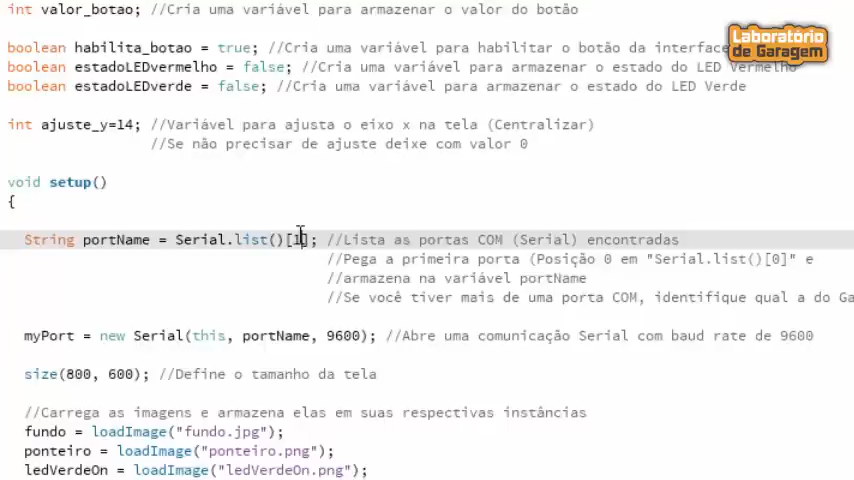 int valor_botao; //Cria uma variável para armazenar o valor do botão
Laboratório
de Garagem
boolean habilita_botao = true; //Cria uma variável para habilitar o botão da interface
boolean estadoLEDvermelho = false; //Cria uma variável para armazenar o estado do LED Vermelho
boolean estadoLEDverde = false; //Cria uma variável para armazenar o estado do LED Verde
int ajuste_y=14; //Variável para ajusta o eixo x na tela (Centralizar)
//Se não precisar de ajuste deixe com valor 0
void setup()
{
String portName = Serial.list()[1]; //Lista as portas COM (Serial) encontradas
//Pega a primeira porta (Posição 0 em "Serial.list()[0]" e
//armazena na variável portName
//Se você tiver mais de uma porta COM, identifique qual a do Ga
myPort = new Serial(this, portName, 9600); //Abre uma comunicação Serial com baud rate de 9600
size(800, 600); //Define o tamanho da tela
//Carrega as imagens e armazena elas em suas respectivas instâncias
fundo = loadImage("fundo.jpg");
ponteiro = loadImage("ponteiro.png");
ledVerdeOn = loadImage("ledVerdeOn.png");